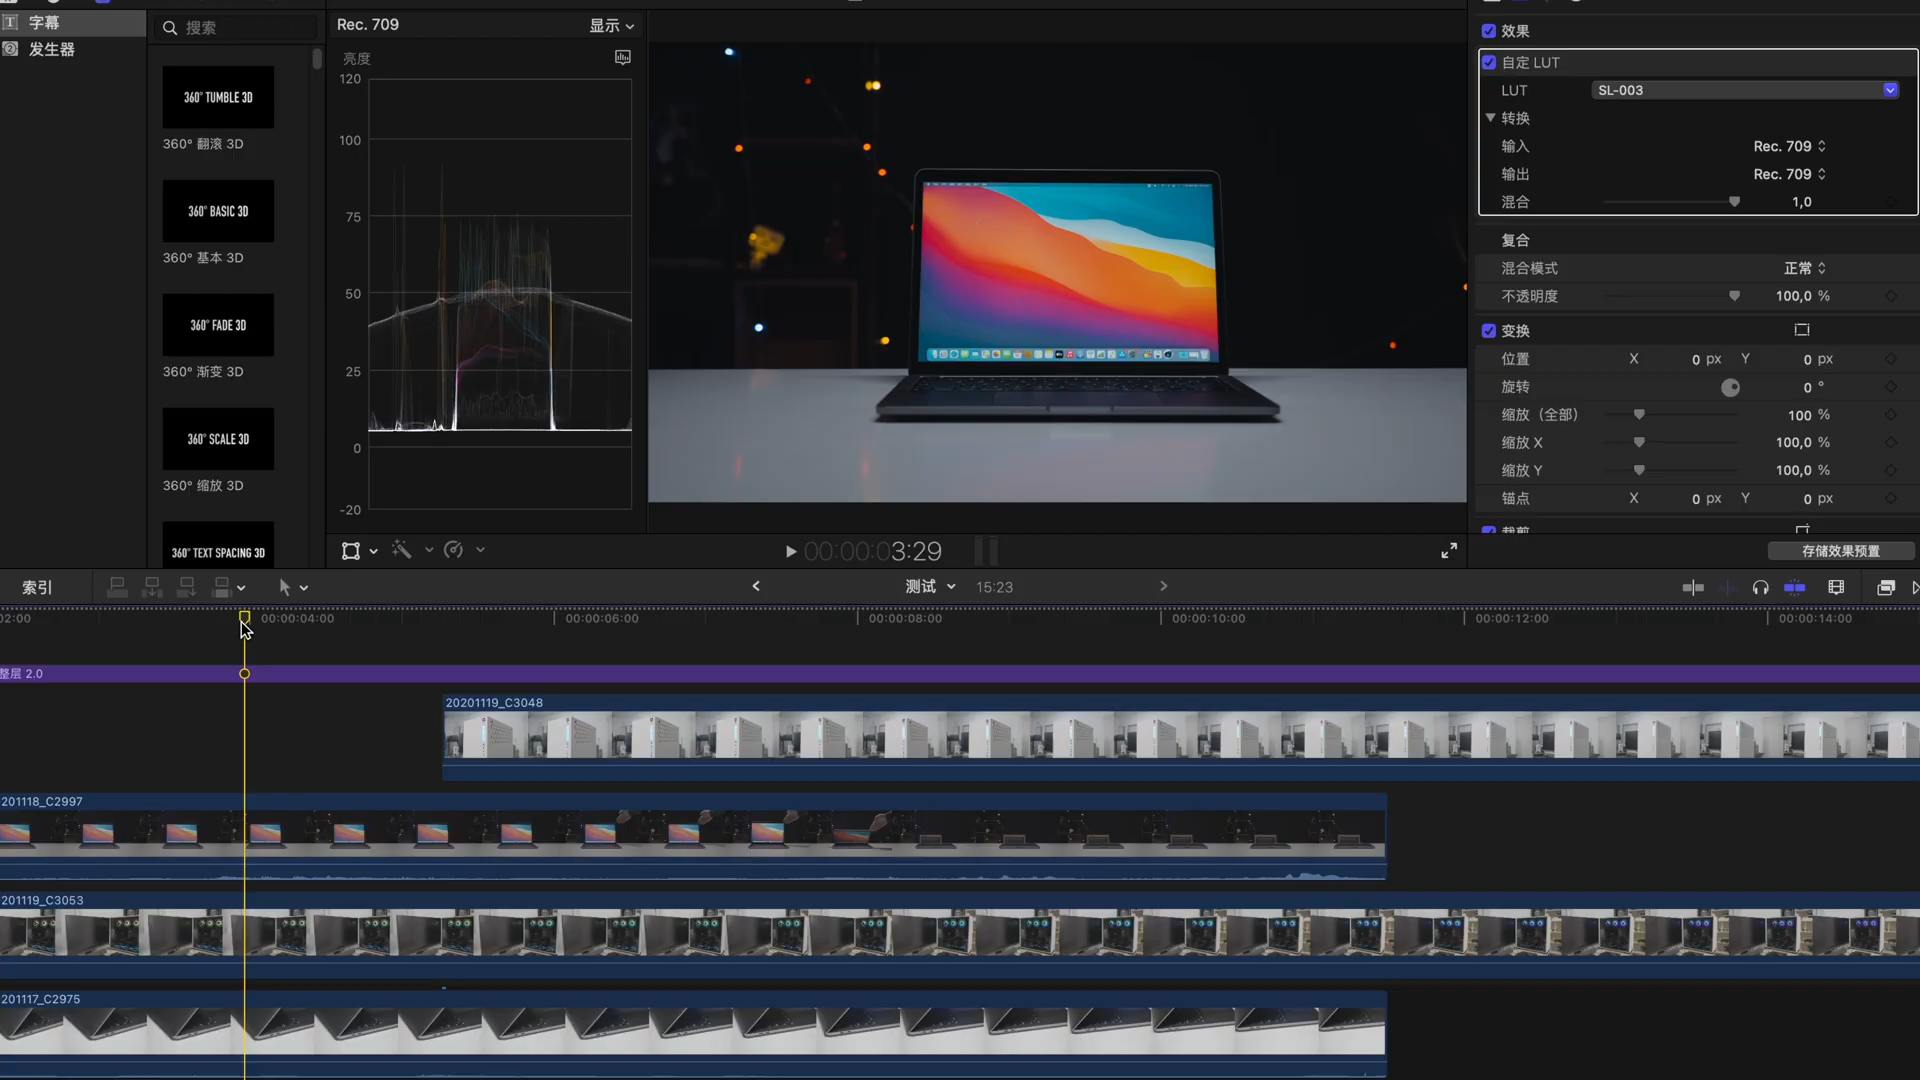 字幕
发生器
搜索
360° TUMBLE 3D
360° 翻滚 3D
360° BASIC 3D
360° 基本 3D
360° FADE 3D
360° 渐变 3D
360° SCALE 3D
360° 缩放 3D
360° TEXT SPACING 3D
Rec. 709
显示
亮度
120
100
75
50
25
0
-20
00:00:03:29
效果
自定 LUT
LUT
SL-003
转换
输入
Rec. 709
输出
Rec. 709
混合
1,0
复合
混合模式
正常
不透明度
100,0 %
变换
位置
X
0 px
Y
0 px
旋转
0 °
缩放（全部）
100 %
缩放 X
100,0 %
缩放 Y
100,0 %
锚点
X
0 px
Y
0 px
裁剪
存储效果预置
索引
测试
15:23
02:00
00:00:04:00
00:00:06:00
00:00:08:00
00:00:10:00
00:00:12:00
00:00:14:00
整层 2.0
20201119_C3048
201118_C2997
201119_C3053
201117_C2975